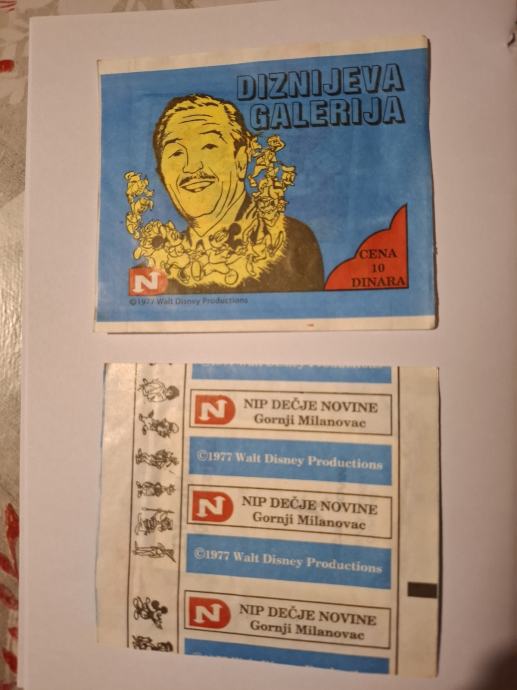 DIZNIJEVA
GALERIJA
CENA
10
DINARA
N
©1977 Walt Disney Productions
N NIP DEČJE NOVINE
Gornji Milanovac
©1977 Walt Disney Productions
N NIP DEČJE NOVINE
Gornji Milanovac
©1977 Walt Disney Productions
N NIP DEČJE NOVINE
Gornji Milanovac